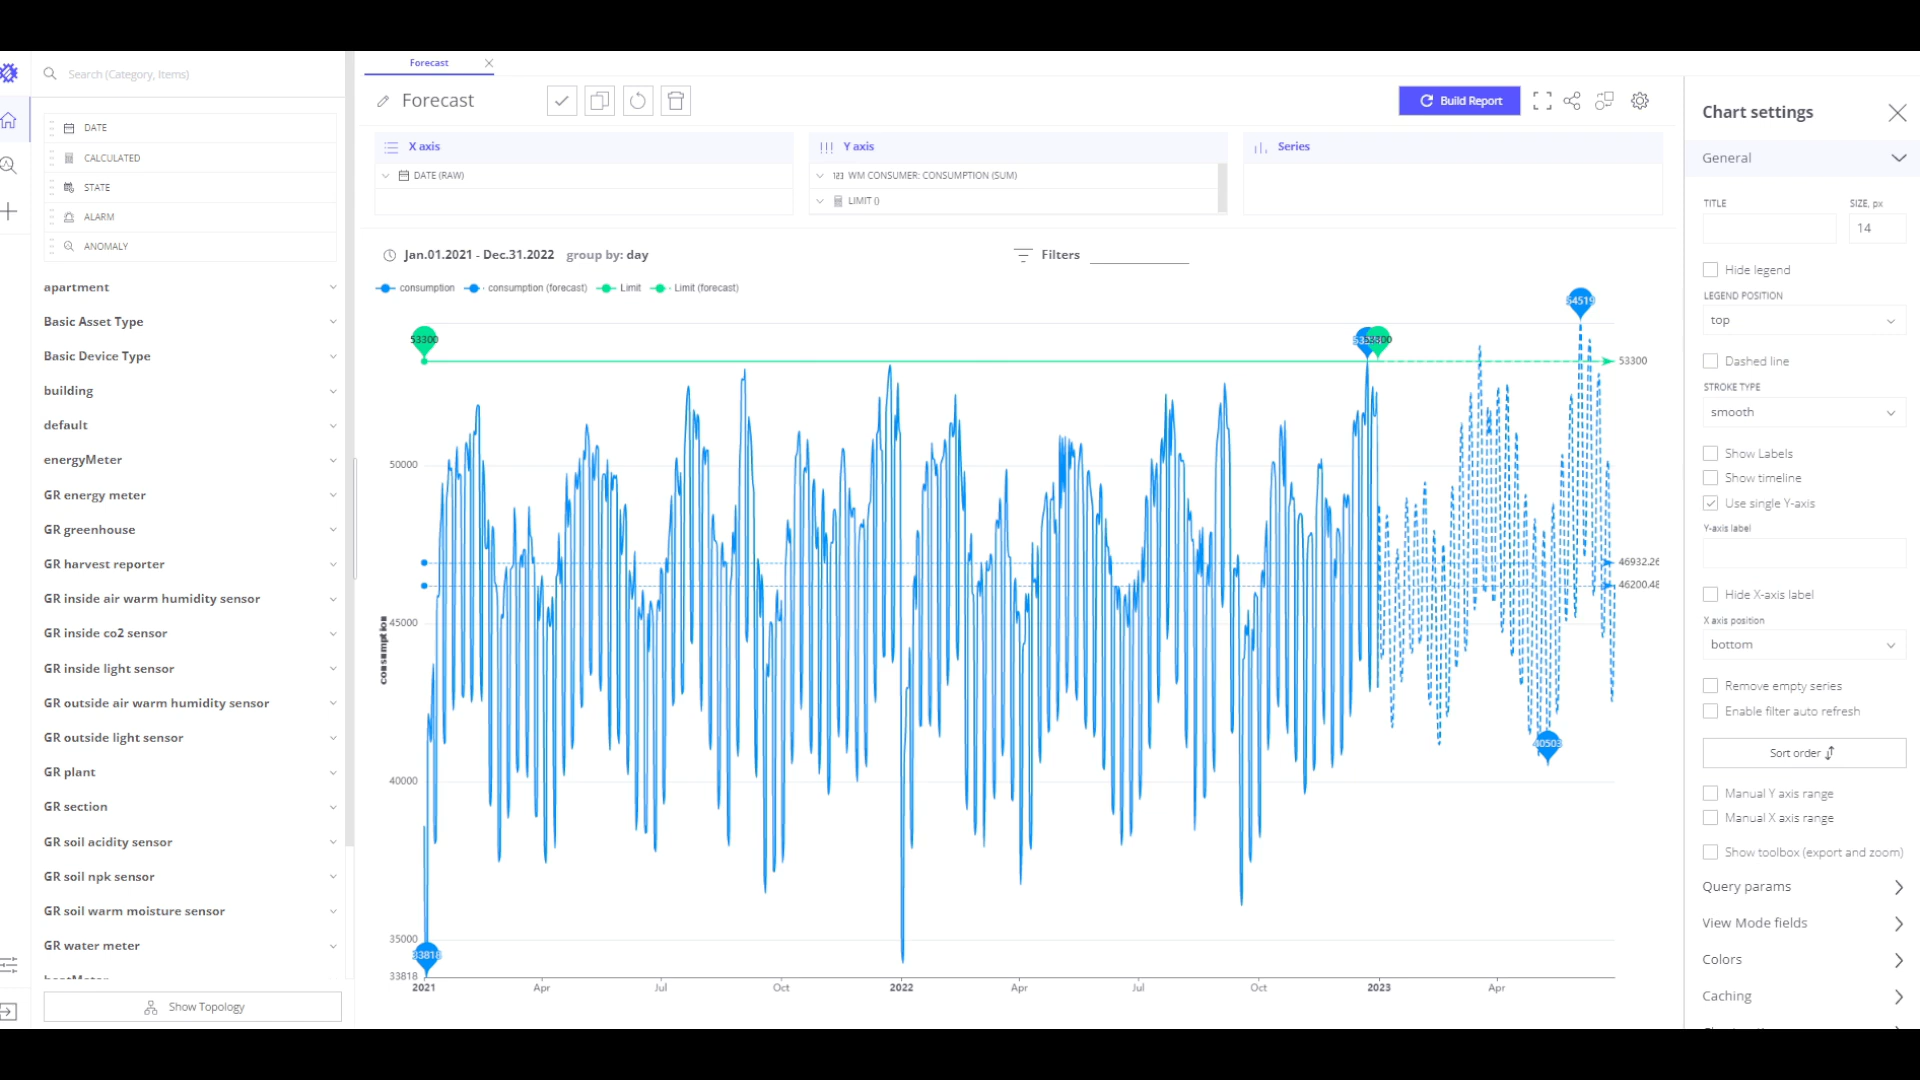 Search (Category, Items)
DATE
CALCULATED
STATE
ALARM
ANOMALY
apartment
Basic Asset Type
Basic Device Type
building
default
energyMeter
GR energy meter
GR greenhouse
GR harvest reporter
GR inside air warm humidity sensor
GR inside co2 sensor
GR inside light sensor
GR outside air warm humidity sensor
GR outside light sensor
GR plant
GR section
GR soil acidity sensor
GR soil npk sensor
GR soil warm moisture sensor
GR water meter
Show Topology
Forecast
Forecast
Build Report
X axis
DATE (RAW)
Y axis
123 WM CONSUMER: CONSUMPTION (SUM)
LIMIT ()
Series
Jan.01.2021 - Dec.31.2022 group by: day
Filters
consumption consumption (forecast) Limit Limit (forecast)
54519
53300
53300
53300
50000
46932.26
46200.48
45000
consumption
40503
40000
35000
33818
33818
2021 Apr Jul Oct 2022 Apr Jul Oct 2023 Apr
Chart settings
General
TITLE SIZE, px
14
Hide legend
LEGEND POSITION
top
Dashed line
STROKE TYPE
smooth
Show Labels
Show timeline
Use single Y-axis
Y-axis label
Hide X-axis label
X axis position
bottom
Remove empty series
Enable filter auto refresh
Sort order
Manual Y axis range
Manual X axis range
Show toolbox (export and zoom)
Query params
View Mode fields
Colors
Caching